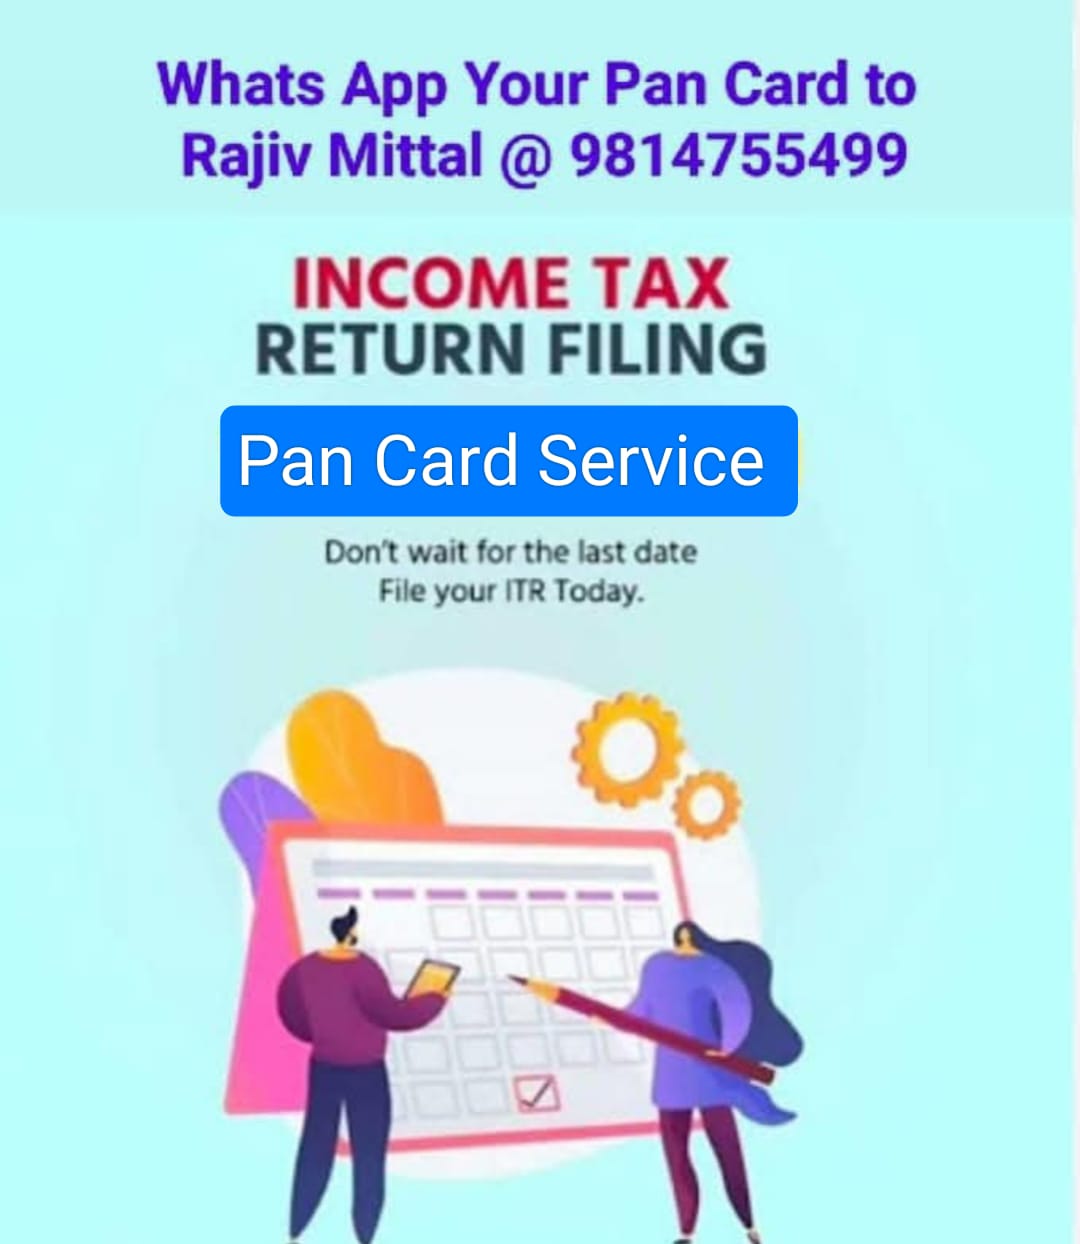 Whats App Your Pan Card to
Rajiv Mittal @ 9814755499
INCOME TAX
RETURN FILING
Pan Card Service
Don't wait for the last date
File your ITR Today.